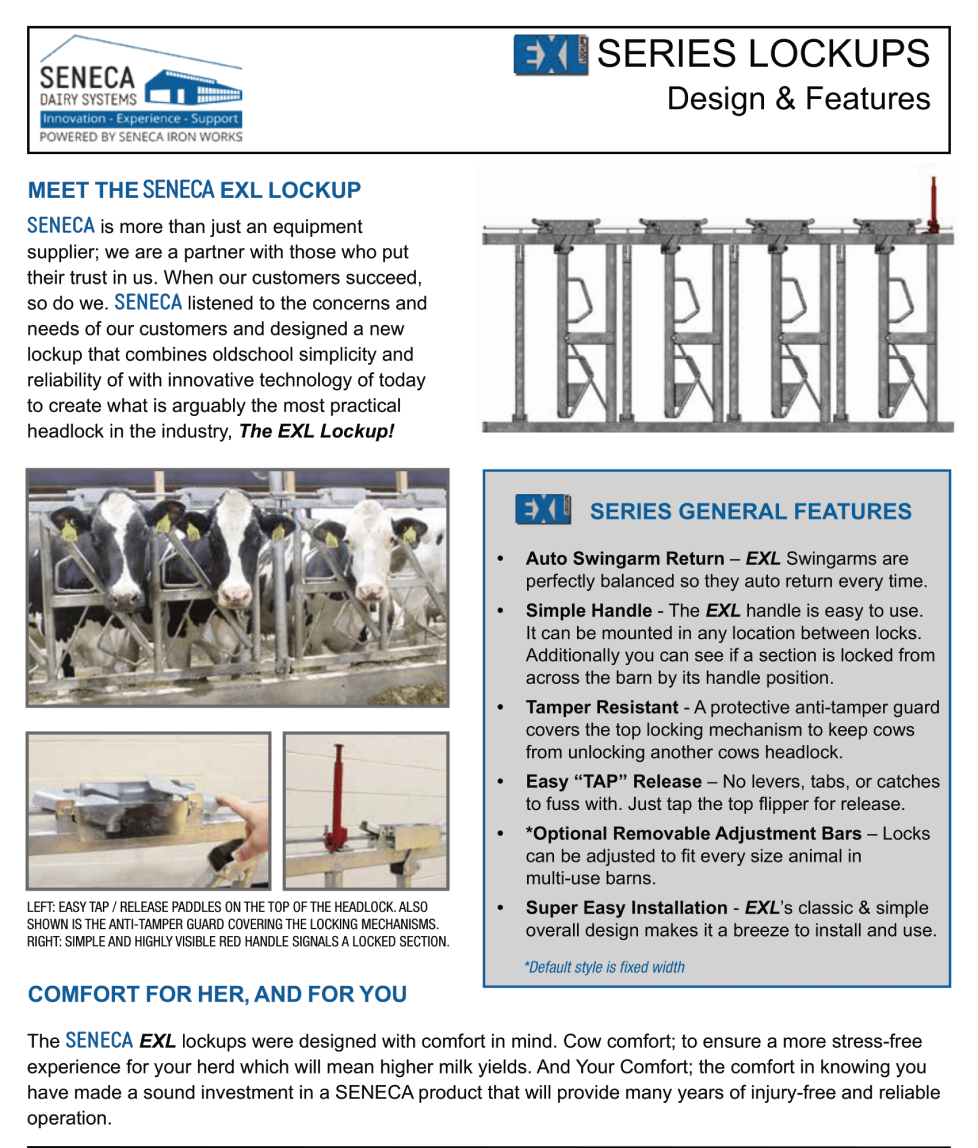 SENECA
DAIRY SYSTEMS
Innovation - Experience - Support
POWERED BY SENECA IRON WORKS
EXL SERIES LOCKUPS
Design & Features
MEET THE SENECA EXL LOCKUP
SENECA is more than just an equipment
supplier; we are a partner with those who put
their trust in us. When our customers succeed,
so do we. SENECA listened to the concerns and
needs of our customers and designed a new
lockup that combines oldschool simplicity and
reliability of with innovative technology of today
to create what is arguably the most practical
headlock in the industry, The EXL Lockup!
LEFT: EASY TAP / RELEASE PADDLES ON THE TOP OF THE HEADLOCK. ALSO
SHOWN IS THE ANTI-TAMPER GUARD COVERING THE LOCKING MECHANISMS.
RIGHT: SIMPLE AND HIGHLY VISIBLE RED HANDLE SIGNALS A LOCKED SECTION.
EXL SERIES GENERAL FEATURES
• Auto Swingarm Return – EXL Swingarms are
perfectly balanced so they auto return every time.
• Simple Handle - The EXL handle is easy to use.
It can be mounted in any location between locks.
Additionally you can see if a section is locked from
across the barn by its handle position.
• Tamper Resistant - A protective anti-tamper guard
covers the top locking mechanism to keep cows
from unlocking another cows headlock.
• Easy “TAP” Release – No levers, tabs, or catches
to fuss with. Just tap the top flipper for release.
• *Optional Removable Adjustment Bars – Locks
can be adjusted to fit every size animal in
multi-use barns.
• Super Easy Installation - EXL’s classic & simple
overall design makes it a breeze to install and use.
*Default style is fixed width
COMFORT FOR HER, AND FOR YOU
The SENECA EXL lockups were designed with comfort in mind. Cow comfort; to ensure a more stress-free
experience for your herd which will mean higher milk yields. And Your Comfort; the comfort in knowing you
have made a sound investment in a SENECA product that will provide many years of injury-free and reliable
operation.